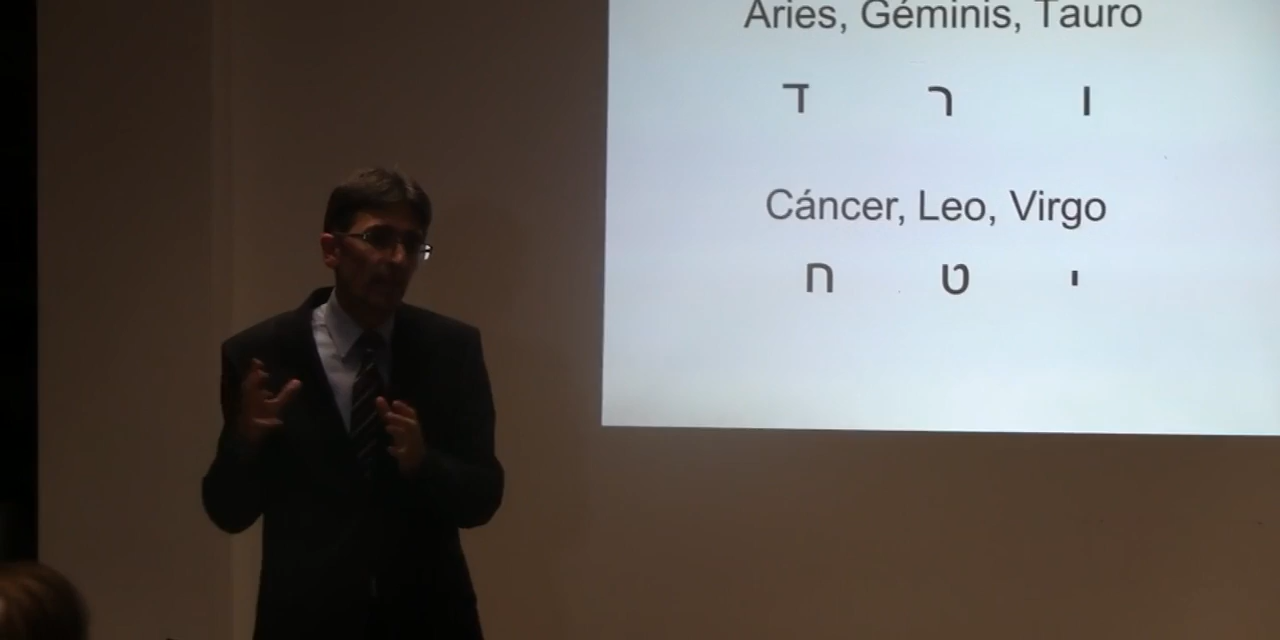 Aries, Géminis, Tauro
ד ר ו
Cáncer, Leo, Virgo
ח ט י